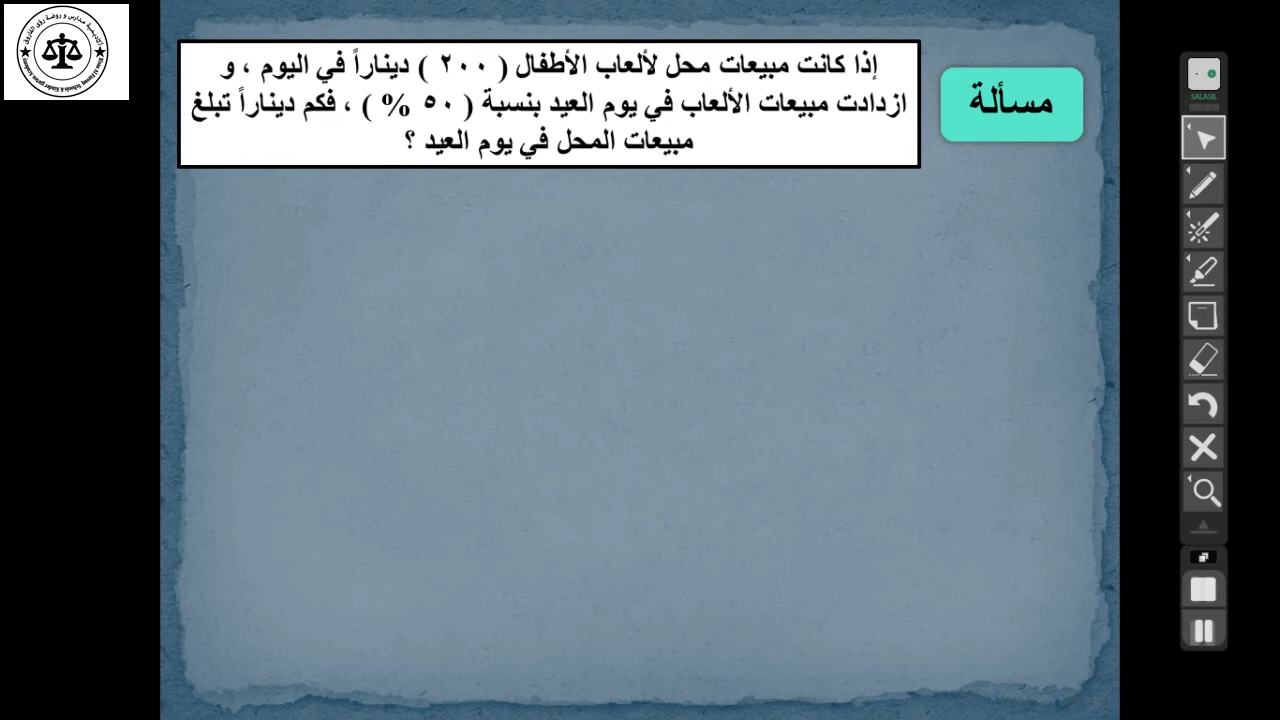 إذا كانت مبيعات محل لألعاب الأطفال ( ٢٠٠ ) ديناراً في اليوم ، و
ازدادت مبيعات الألعاب في يوم العيد بنسبة ( ٥٠ % ) ، فكم ديناراً تبلغ
مبيعات المحل في يوم العيد ؟
مسألة
SALASIL